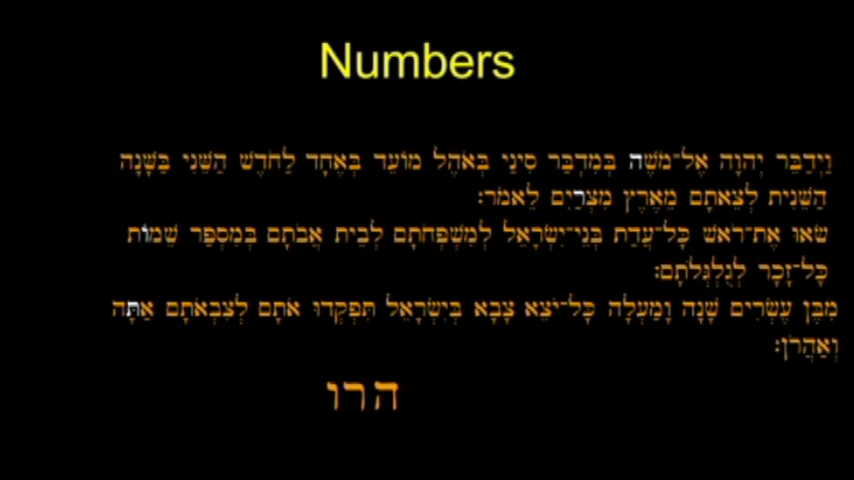 Numbers
וַיְדַבֵּר יְהוָה אֶל־מֹשֶׁה בְּמִדְבַּר סִינַי בְּאֹהֶל מוֹעֵד בְּאֶחָד לַחֹדֶשׁ הַשֵּׁנִי בַּשָּׁנָה
הַשֵּׁנִית לְצֵאתָם מֵאֶרֶץ מִצְרַיִם לֵאמֹר׃
שְׂאוּ אֶת־רֹאשׁ כָּל־עֲדַת בְּנֵי־יִשְׂרָאֵל לְמִשְׁפְּחֹתָם לְבֵית אֲבֹתָם בְּמִסְפַּר שֵׁמוֹת
כָּל־זָכָר לְגֻלְגְּלֹתָם׃
מִבֶּן עֶשְׂרִים שָׁנָה וָמַעְלָה כָּל־יֹצֵא צָבָא בְּיִשְׂרָאֵל תִּפְקְדוּ אֹתָם לְצִבְאֹתָם אַתָּה
וְאַהֲרֹן׃
הרו